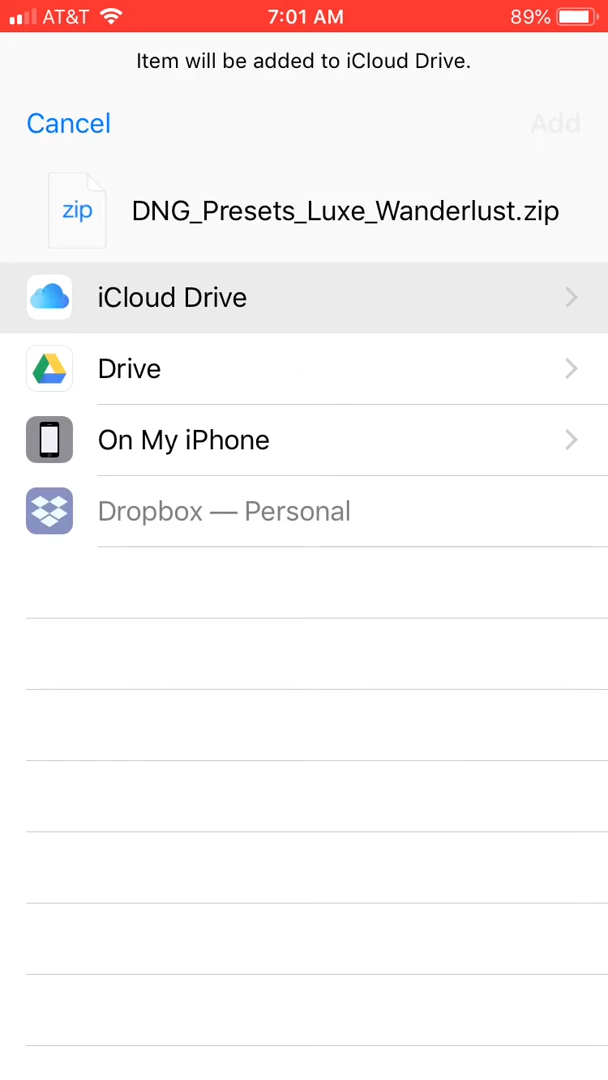 AT&T 7:01 AM 89%
Item will be added to iCloud Drive.
Cancel Add
zip DNG_Presets_Luxe_Wanderlust.zip
iCloud Drive
Drive
On My iPhone
Dropbox — Personal